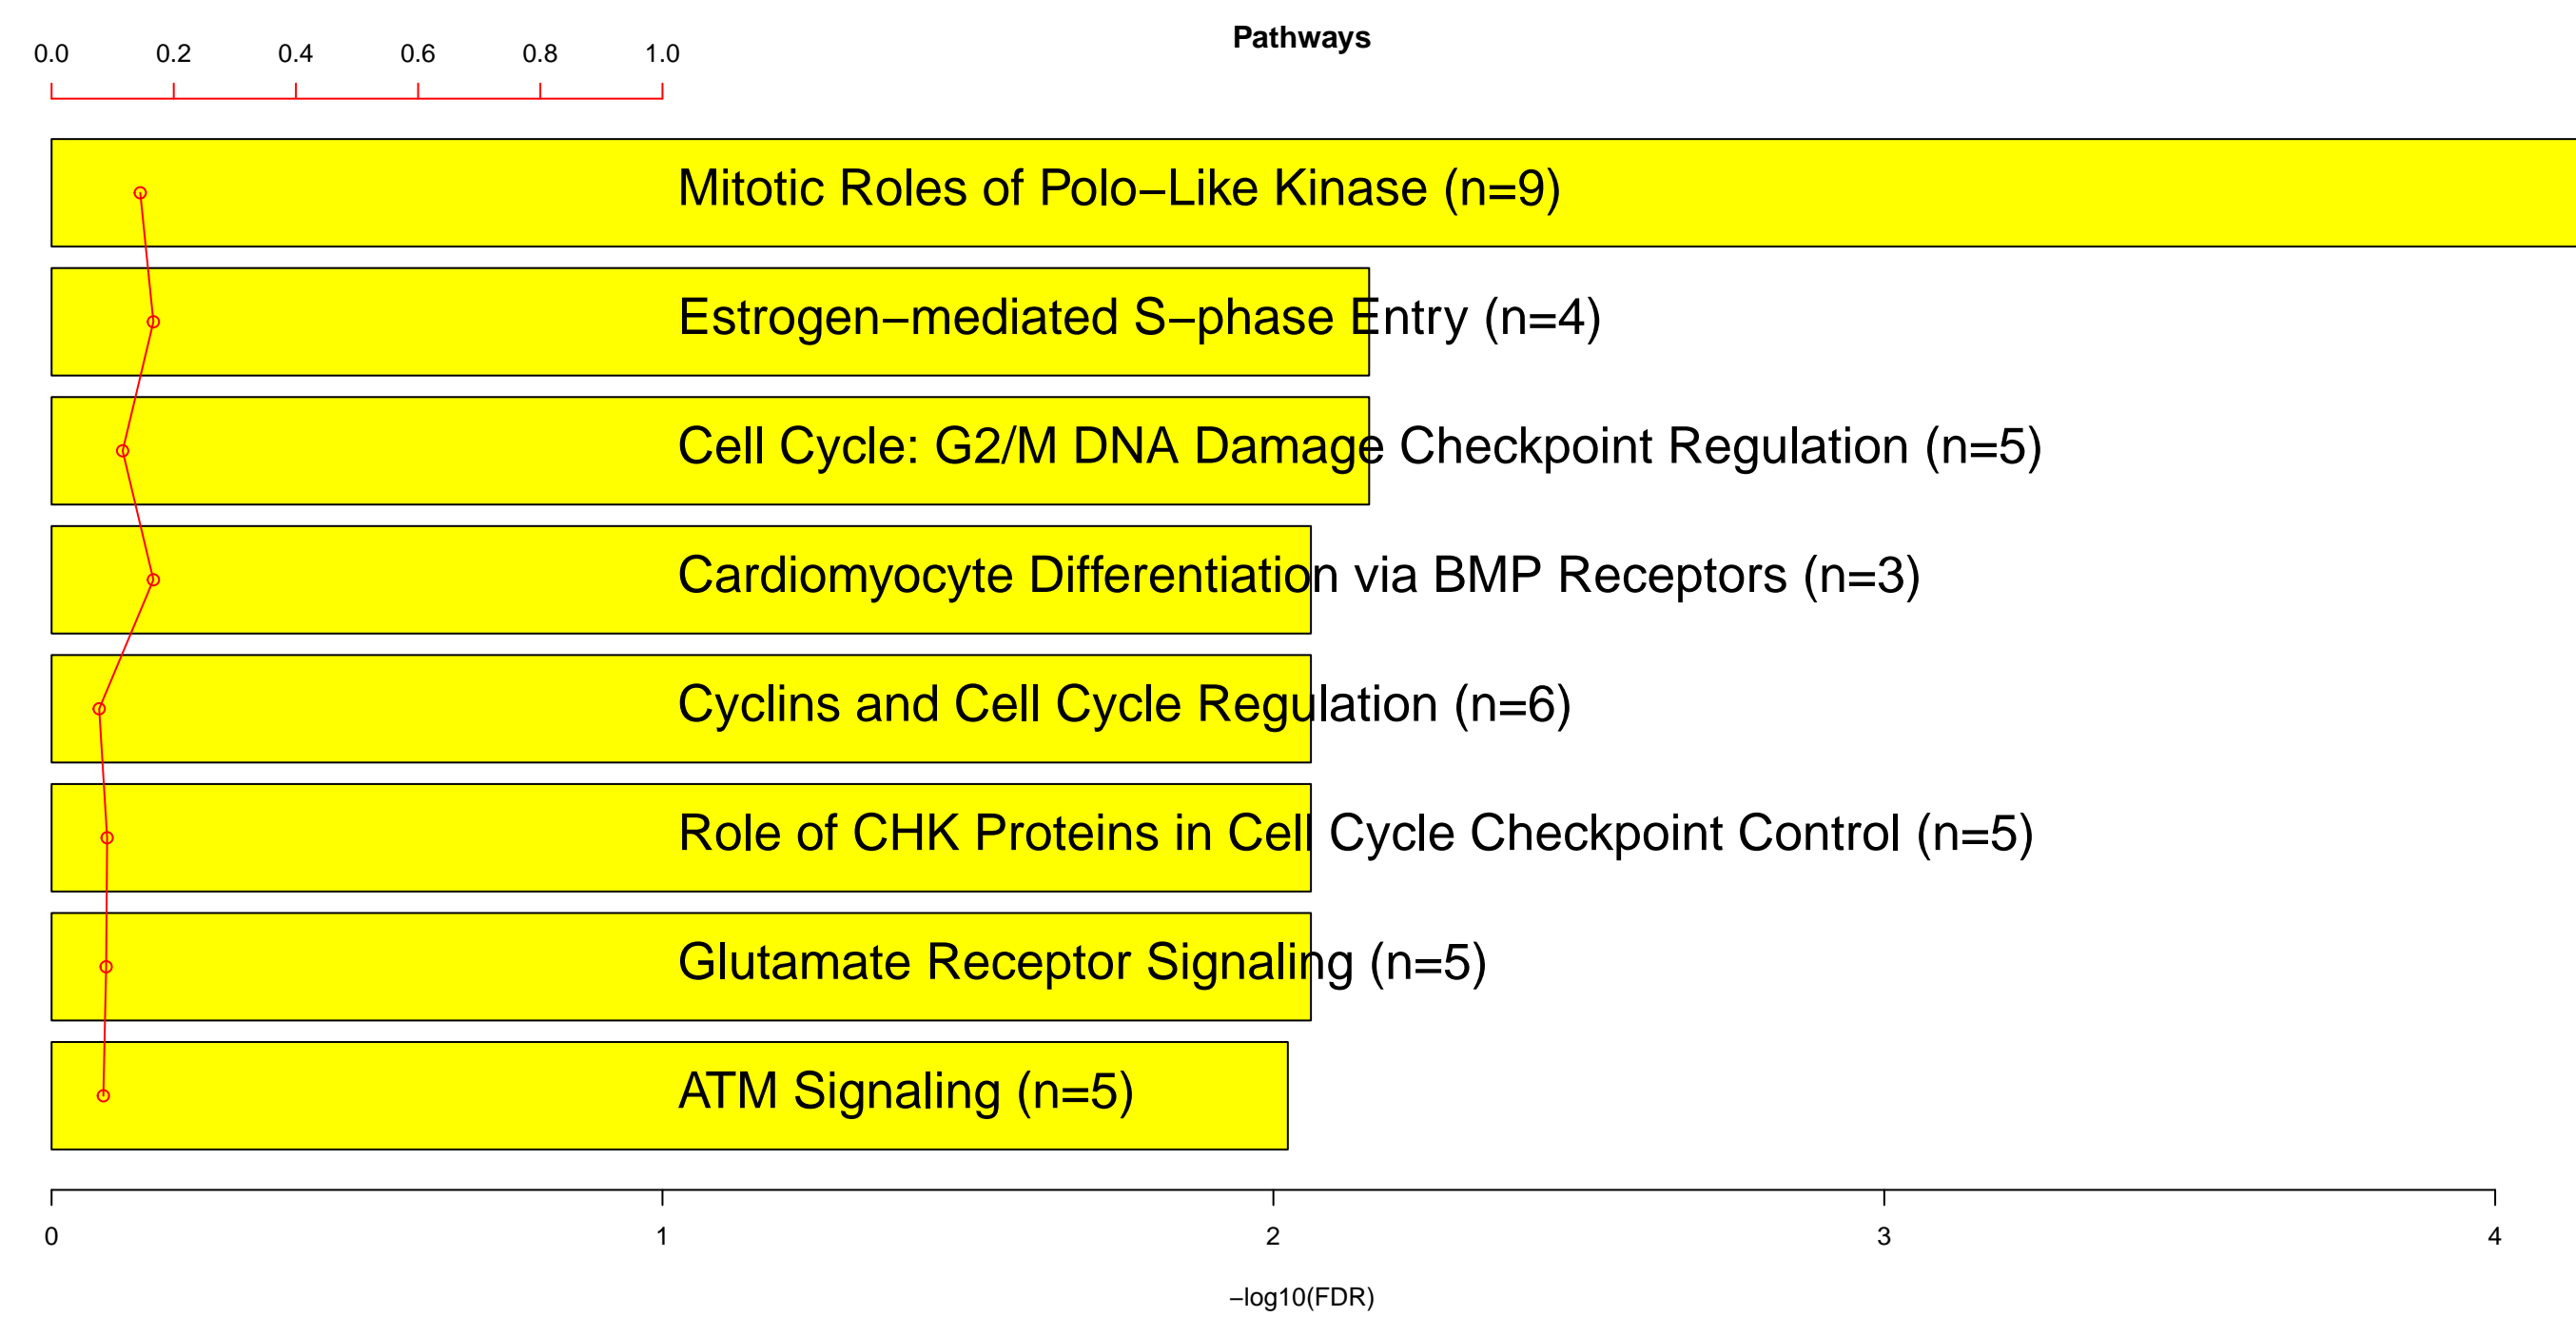 Pathways
0.0 0.2 0.4 0.6 0.8 1.0
Mitotic Roles of Polo−Like Kinase (n=9)
Estrogen−mediated S−phase Entry (n=4)
Cell Cycle: G2/M DNA Damage Checkpoint Regulation (n=5)
Cardiomyocyte Differentiation via BMP Receptors (n=3)
Cyclins and Cell Cycle Regulation (n=6)
Role of CHK Proteins in Cell Cycle Checkpoint Control (n=5)
Glutamate Receptor Signaling (n=5)
ATM Signaling (n=5)
0 1 2 3 4
−log10(FDR)